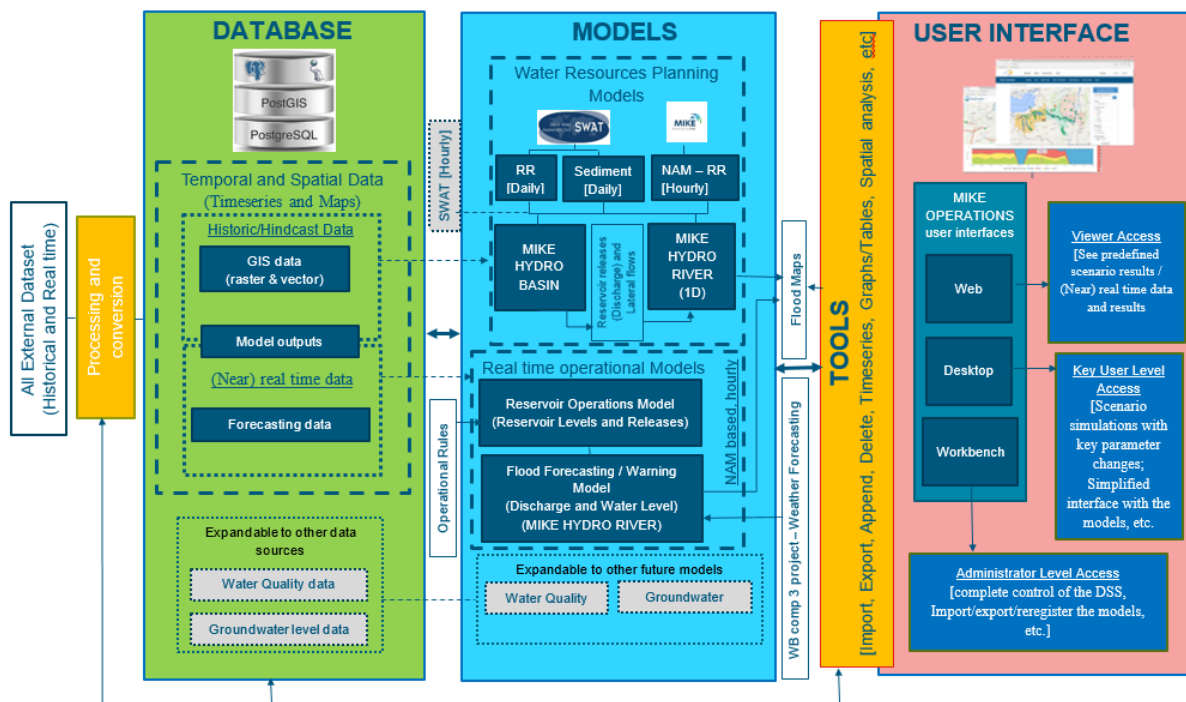 All External Dataset
(Historical and Real time)
Processing and
conversion
DATABASE
PostGIS
PostgreSQL
Temporal and Spatial Data
(Timeseries and Maps)
Historic/Hindcast Data
GIS data
(raster & vector)
Model outputs
(Near) real time data
Forecasting data
Expandable to other data
sources
Water Quality data
Groundwater level data
SWAT [Hourly]
Operational Rules
MODELS
Water Resources Planning
Models
SWAT
MIKE
RR
[Daily]
Sediment
[Daily]
NAM – RR
[Hourly]
MIKE
HYDRO
BASIN
Reservoir releases
(Discharge) and
Lateral flows
MIKE
HYDRO
RIVER
(1D)
Real time operational Models
Reservoir Operations Model
(Reservoir Levels and Releases)
Flood Forecasting / Warning
Model
(Discharge and Water Level)
(MIKE HYDRO RIVER)
NAM based, hourly
Expandable to other future models
Water Quality
Groundwater
Flood Maps
WB comp 3 project – Weather Forecasting
TOOLS
[Import, Export, Append, Delete, Timeseries, Graphs/Tables, Spatial analysis, etc]
USER INTERFACE
MIKE
OPERATIONS
user interfaces
Web
Desktop
Workbench
Viewer Access
[See predefined
scenario results /
(Near) real time data
and results
Key User Level
Access
[Scenario
simulations with
key parameter
changes;
Simplified
interface with the
models, etc.
Administrator Level Access
[complete control of the DSS,
Import/export/reregister the models,
etc.]